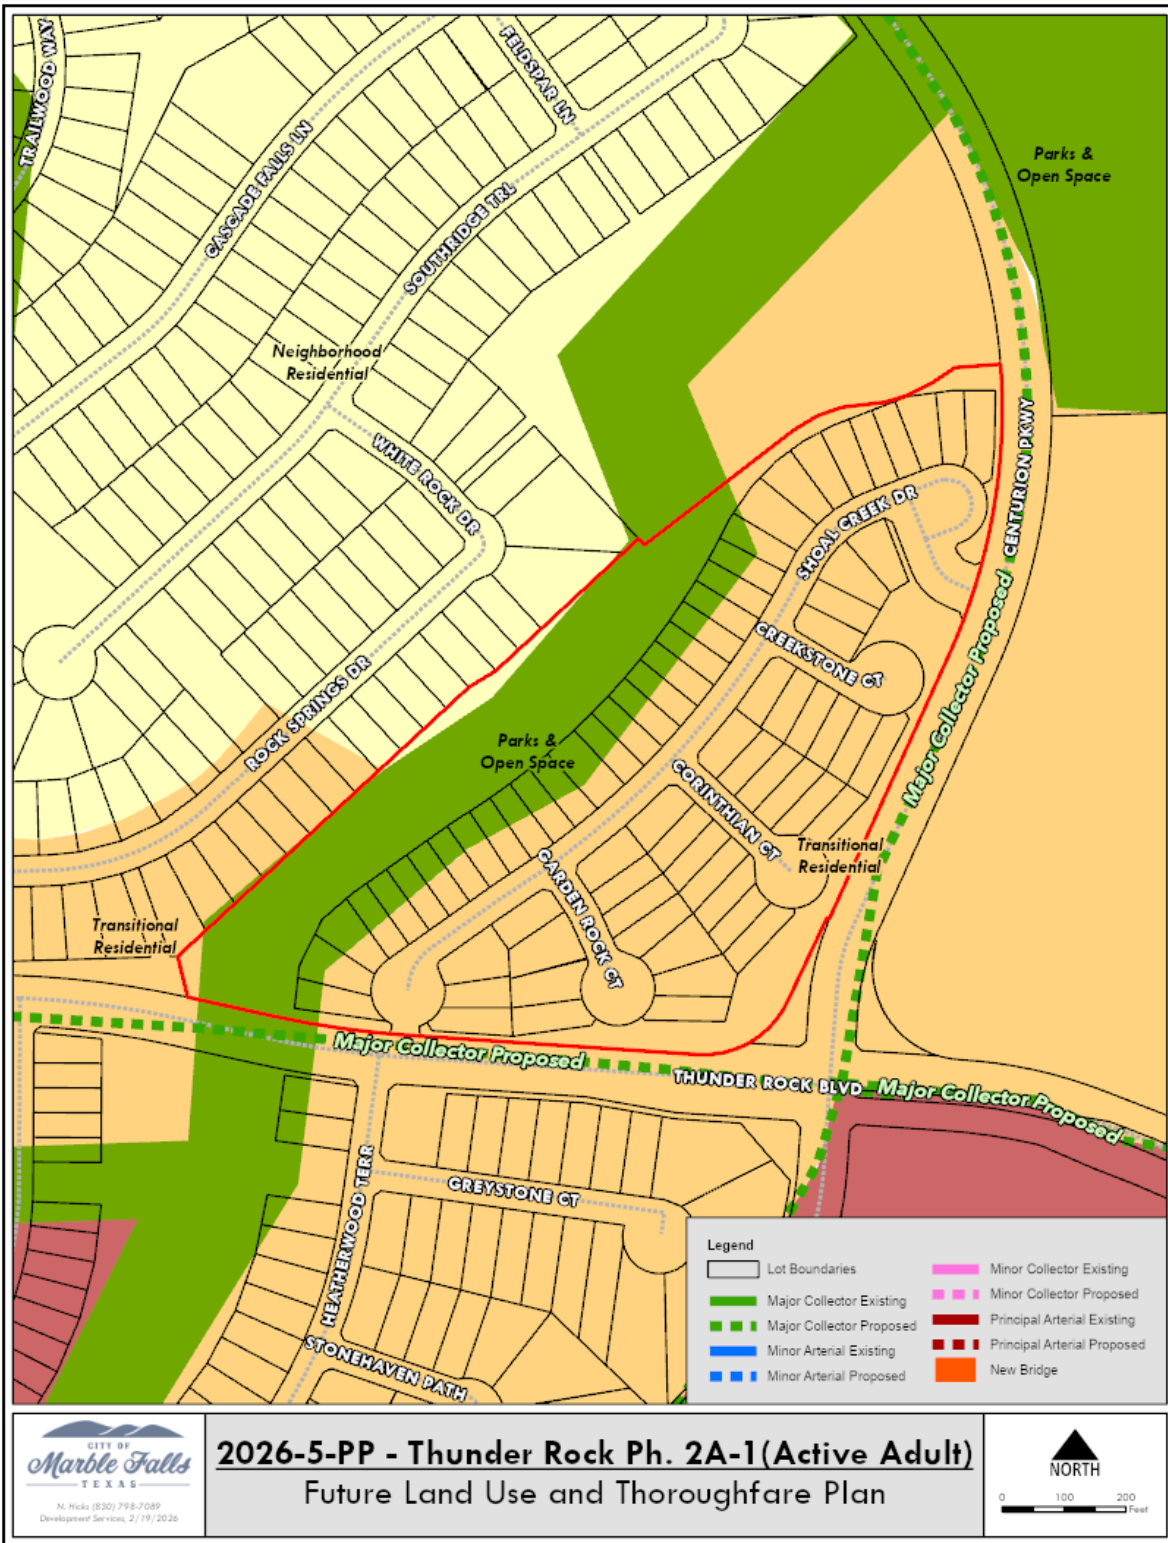 TRAILWOOD WAY
FELDSPAR LN
CASCADE FALLS LN
Parks &
Open Space
SOUTHRIDGE TRL
Neighborhood
Residential
WHITE ROCK DR
CENTURION PKWY
SHOAL CREEK DR
CREEKSTONE CT
Major Collector Proposed
ROCK SPRINGS DR
Parks &
Open Space
CORINTHIAN CT
Transitional
Residential
GARDEN ROCK CT
Transitional
Residential
Major Collector Proposed
THUNDER ROCK BLVD
Major Collector Proposed
HEATHERWOOD TERR
GREYSTONE CT
STONEHAVEN PATH
Legend
Lot Boundaries
Major Collector Existing
Major Collector Proposed
Minor Arterial Existing
Minor Arterial Proposed
Minor Collector Existing
Minor Collector Proposed
Principal Arterial Existing
Principal Arterial Proposed
New Bridge
CITY OF
Marble Falls
TEXAS
N. Hicks (830) 798-7089
Development Services, 2/19/2026
2026-5-PP - Thunder Rock Ph. 2A-1(Active Adult)
Future Land Use and Thoroughfare Plan
NORTH
0 100 200
Feet